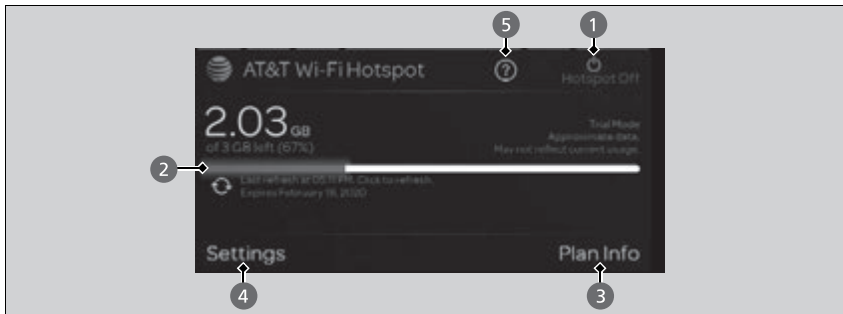 5
1
AT&T Wi-Fi Hotspot
?
Hotspot Off
2.03 GB
of 3 GB left (67%)
Trial Mode
Approximate data.
May not reflect current usage.
2
Last refresh at 05:11 PM. Click to refresh.
Expires February 19, 2020
Settings
Plan Info
4
3